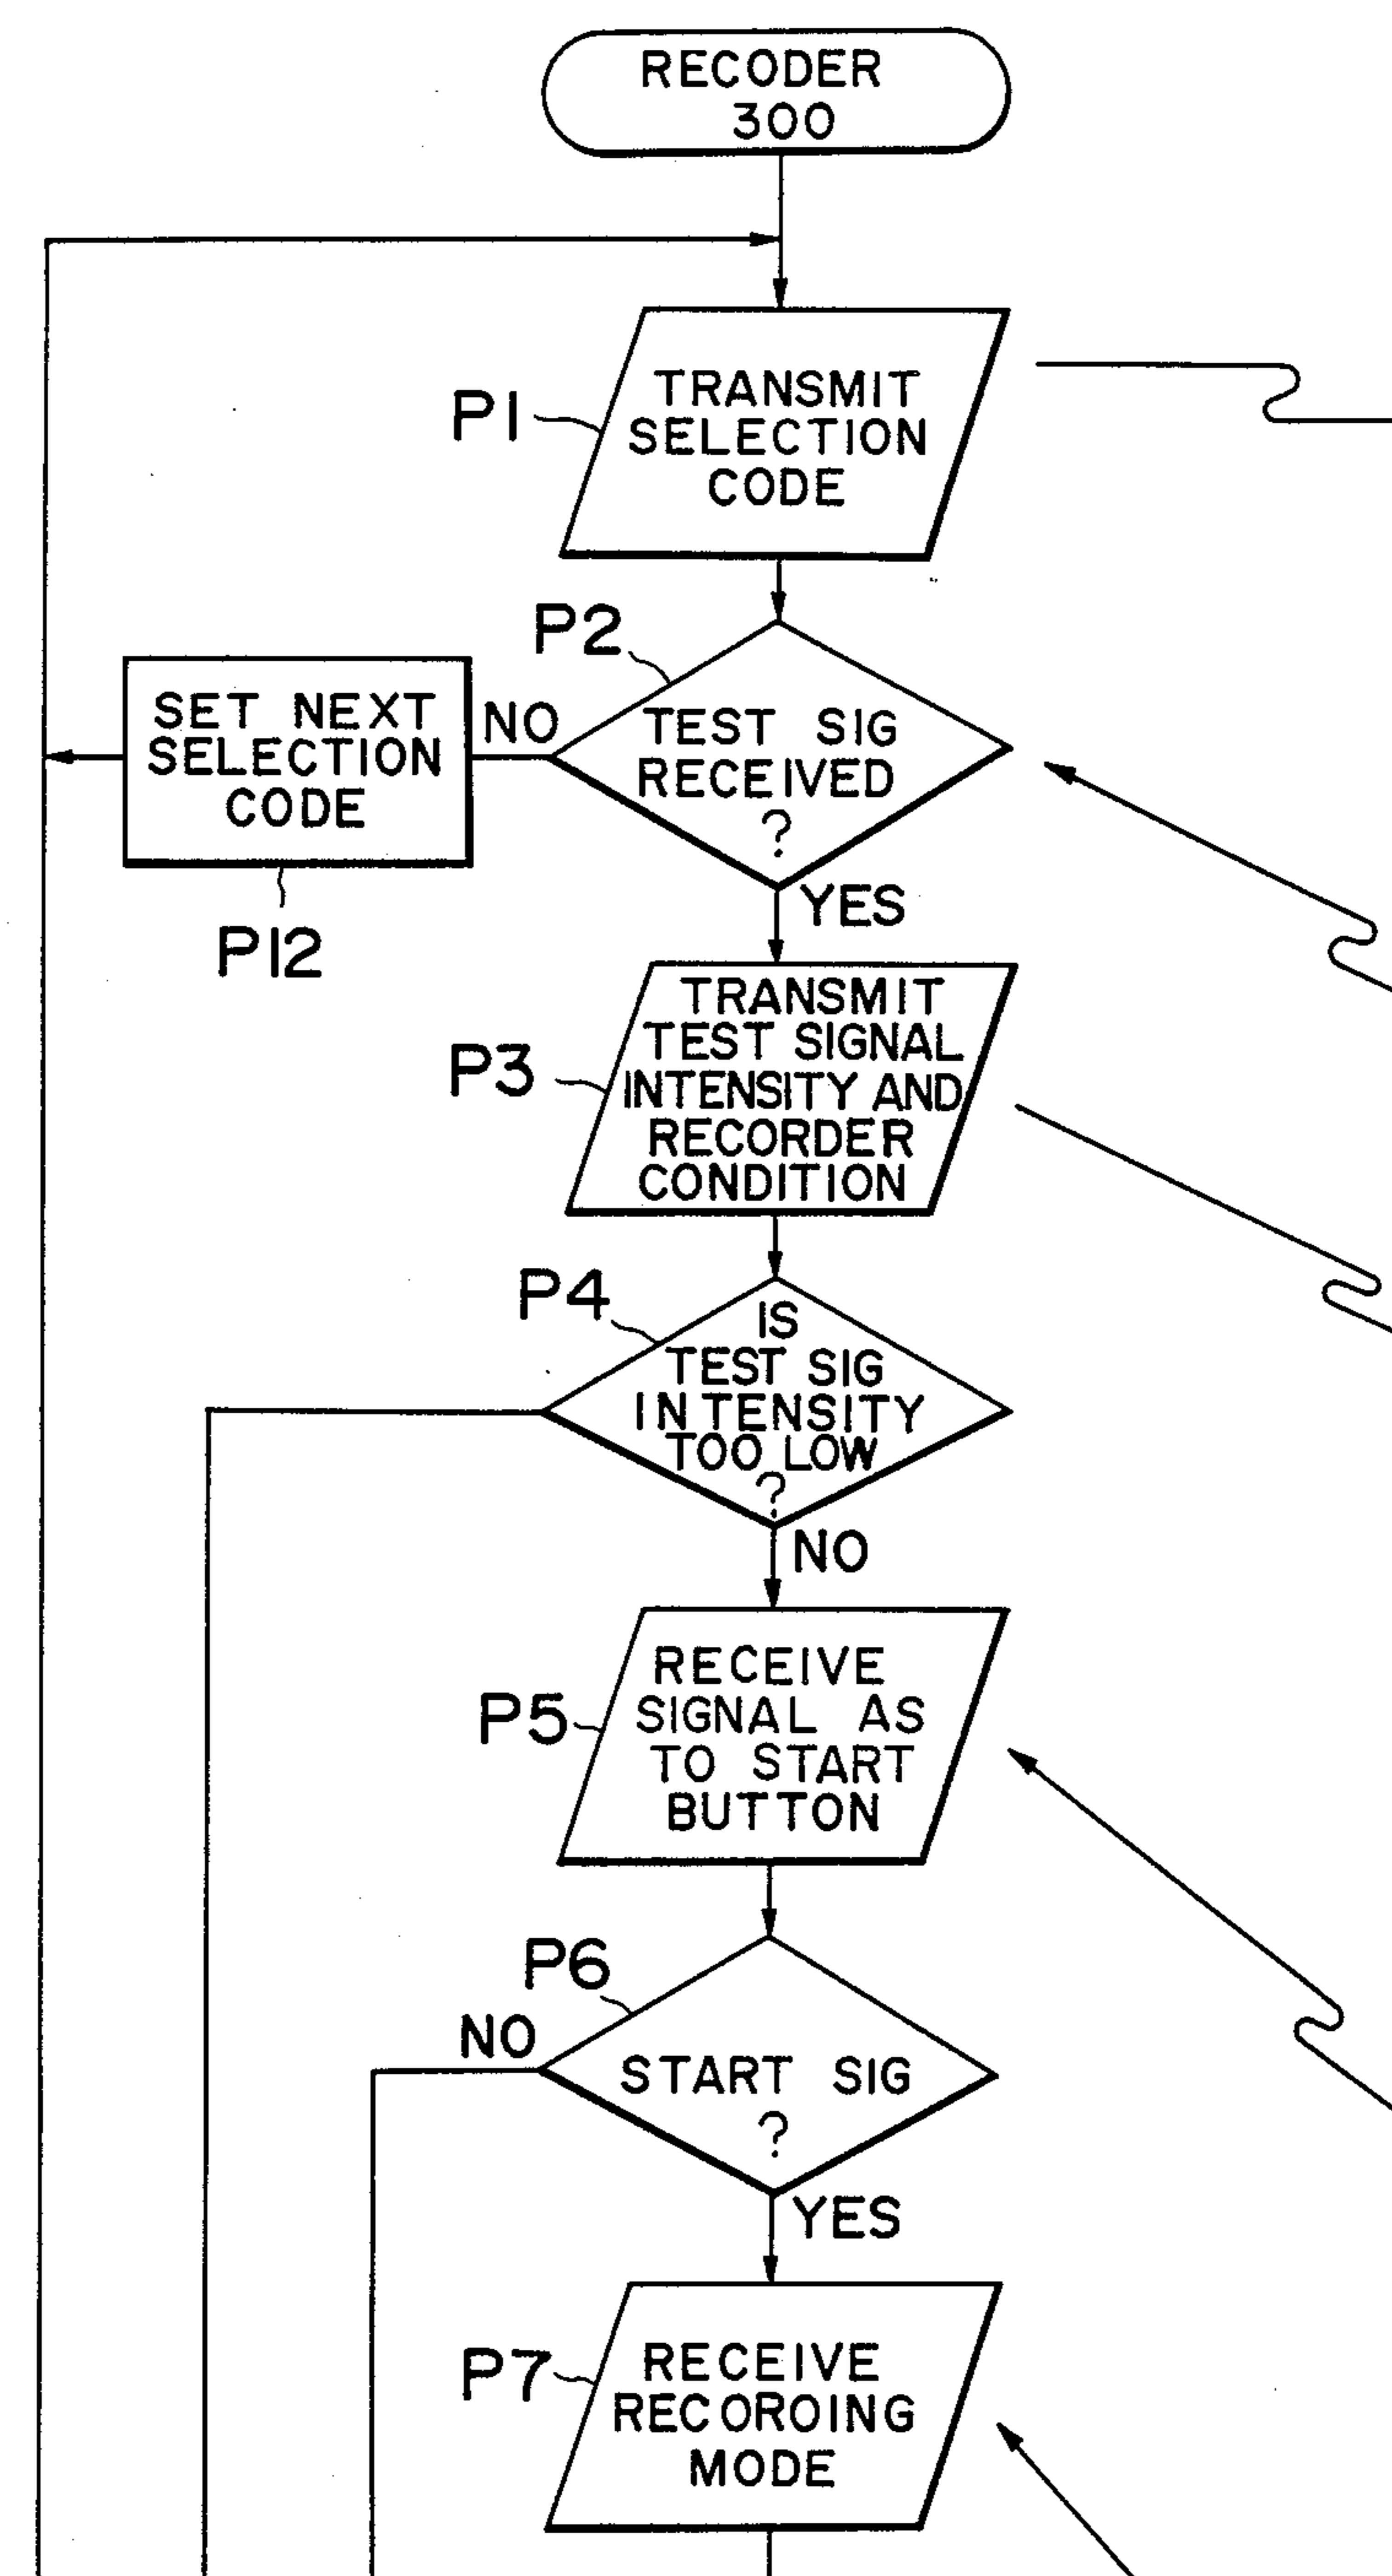 RECODER
300
P1
TRANSMIT
SELECTION
CODE
P2
TEST SIG
RECEIVED
?
NO
SET NEXT
SELECTION
CODE
P12
YES
P3
TRANSMIT
TEST SIGNAL
INTENSITY AND
RECORDER
CONDITION
P4
IS
TEST SIG
INTENSITY
TOO LOW
?
NO
P5
RECEIVE
SIGNAL AS
TO START
BUTTON
P6
NO
START SIG
?
YES
P7
RECEIVE
RECOROING
MODE